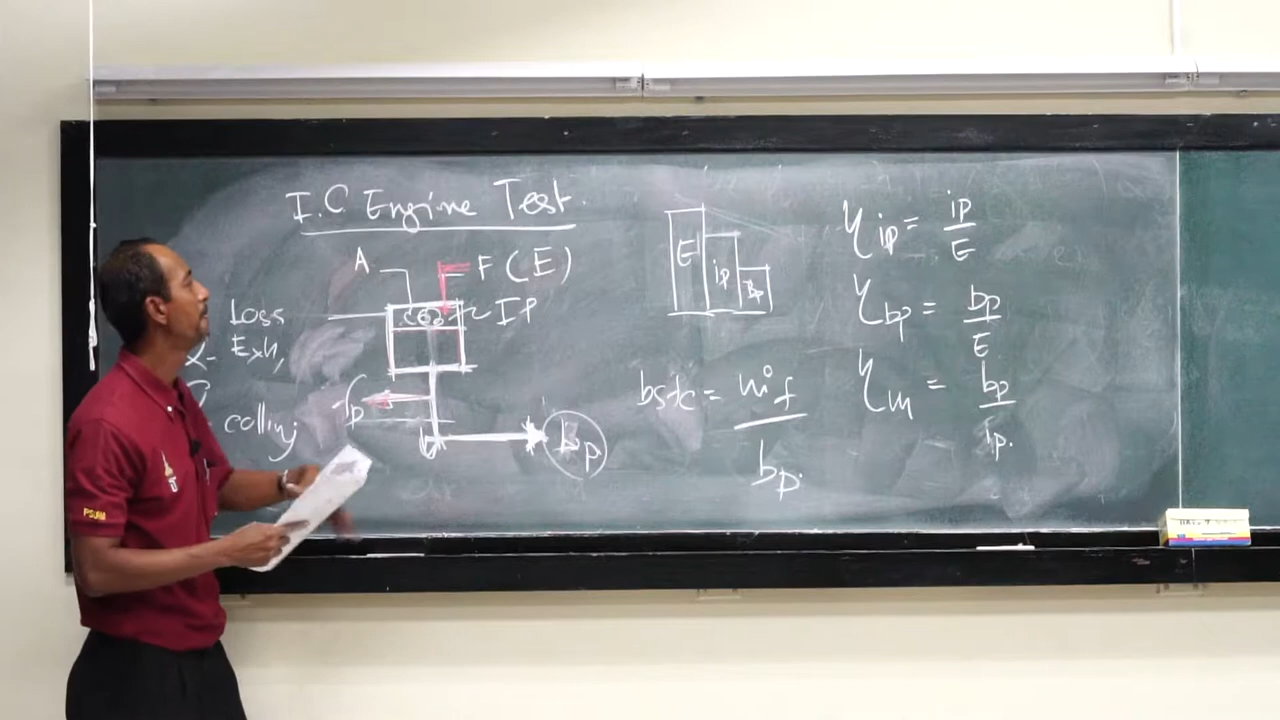 I.C Engine Test.
A
F (E)
IP
Loss
Exh,
fp
Bp
E
ip
Bp
bsfc = ṁf / bp.
ηip = ip / E
ηbp = bp / E
ηm = bp / ip.